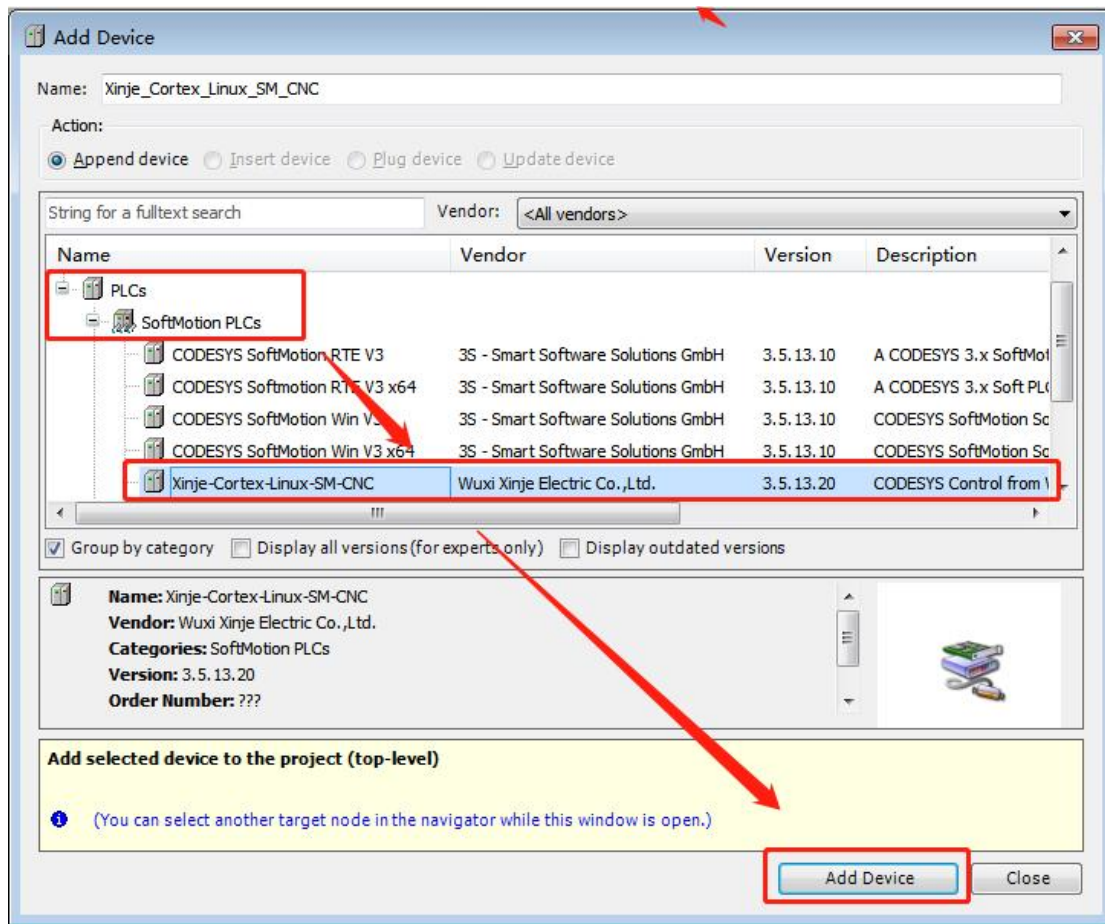 Add Device
Name: Xinje_Cortex_Linux_SM_CNC
Action:
Append device Insert device Plug device Update device
String for a fulltext search Vendor: <All vendors>
Name Vendor Version Description
PLCs
SoftMotion PLCs
CODESYS SoftMotion RTE V3 3S - Smart Software Solutions GmbH 3.5.13.10 A CODESYS 3.x SoftMot
CODESYS Softmotion RTE V3 x64 3S - Smart Software Solutions GmbH 3.5.13.10 A CODESYS 3.x Soft PL
CODESYS SoftMotion Win V3 3S - Smart Software Solutions GmbH 3.5.13.10 CODESYS SoftMotion So
CODESYS SoftMotion Win V3 x64 3S - Smart Software Solutions GmbH 3.5.13.10 CODESYS SoftMotion So
Xinje-Cortex-Linux-SM-CNC Wuxi Xinje Electric Co.,Ltd. 3.5.13.20 CODESYS Control from
Group by category Display all versions (for experts only) Display outdated versions
Name: Xinje-Cortex-Linux-SM-CNC
Vendor: Wuxi Xinje Electric Co.,Ltd.
Categories: SoftMotion PLCs
Version: 3.5.13.20
Order Number: ???
Add selected device to the project (top-level)
(You can select another target node in the navigator while this window is open.)
Add Device Close